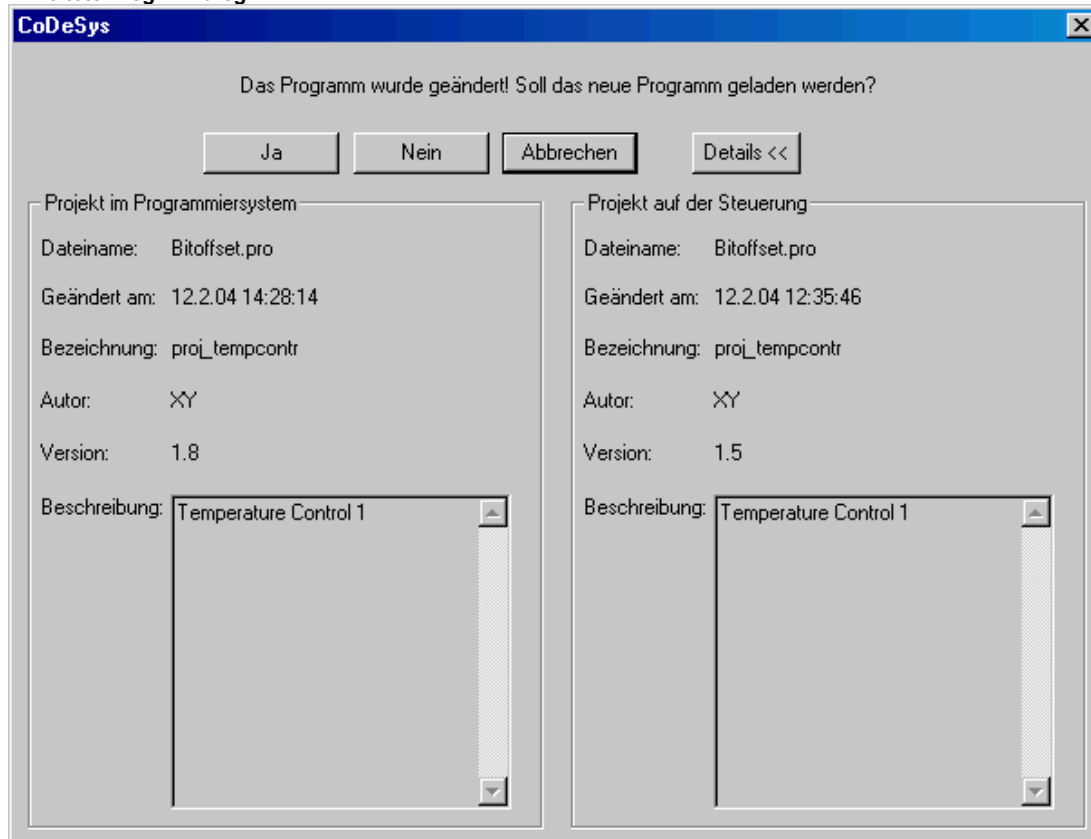 CoDeSys
Das Programm wurde geändert! Soll das neue Programm geladen werden?
Ja
Nein
Abbrechen
Details <<
Projekt im Programmiersystem
Dateiname: Bitoffset.pro
Geändert am: 12.2.04 14:28:14
Bezeichnung: proj_tempcontr
Autor: XY
Version: 1.8
Beschreibung: Temperature Control 1
Projekt auf der Steuerung
Dateiname: Bitoffset.pro
Geändert am: 12.2.04 12:35:46
Bezeichnung: proj_tempcontr
Autor: XY
Version: 1.5
Beschreibung: Temperature Control 1